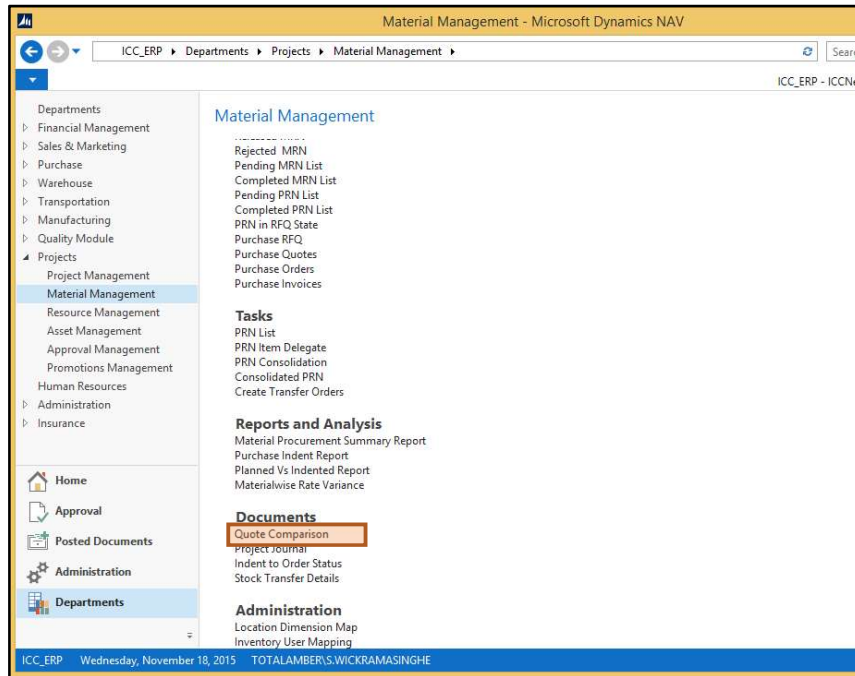 Material Management - Microsoft Dynamics NAV
ICC_ERP ▸ Departments ▸ Projects ▸ Material Management ▸
ICC_ERP -
Departments
Financial Management
Sales & Marketing
Purchase
Warehouse
Transportation
Manufacturing
Quality Module
Projects
Project Management
Material Management
Resource Management
Asset Management
Approval Management
Promotions Management
Human Resources
Administration
Insurance
Home
Approval
Posted Documents
Administration
Departments
Material Management
Rejected MRN
Pending MRN List
Completed MRN List
Pending PRN List
Completed PRN List
PRN in RFQ State
Purchase RFQ
Purchase Quotes
Purchase Orders
Purchase Invoices
Tasks
PRN List
PRN Item Delegate
PRN Consolidation
Consolidated PRN
Create Transfer Orders
Reports and Analysis
Material Procurement Summary Report
Purchase Indent Report
Planned Vs Indented Report
Materialwise Rate Variance
Documents
Quote Comparison
Project Journal
Indent to Order Status
Stock Transfer Details
Administration
Location Dimension Map
Inventory User Mapping
ICC_ERP Wednesday, November 18, 2015 TOTALAMBER\S.WICKRAMASINGHE